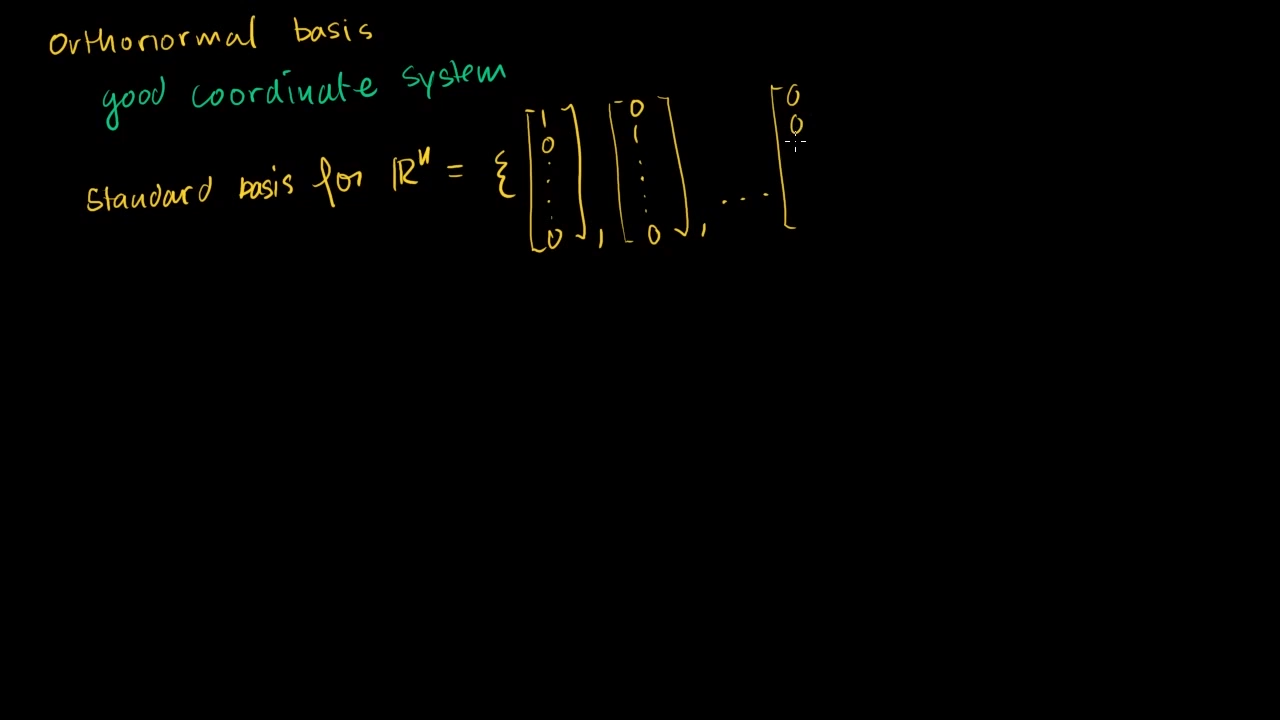 Orthonormal basis
good coordinate system
Standard basis for ℝⁿ = { [1 0 . . . 0], [0 1 . . . 0], ... [0 0